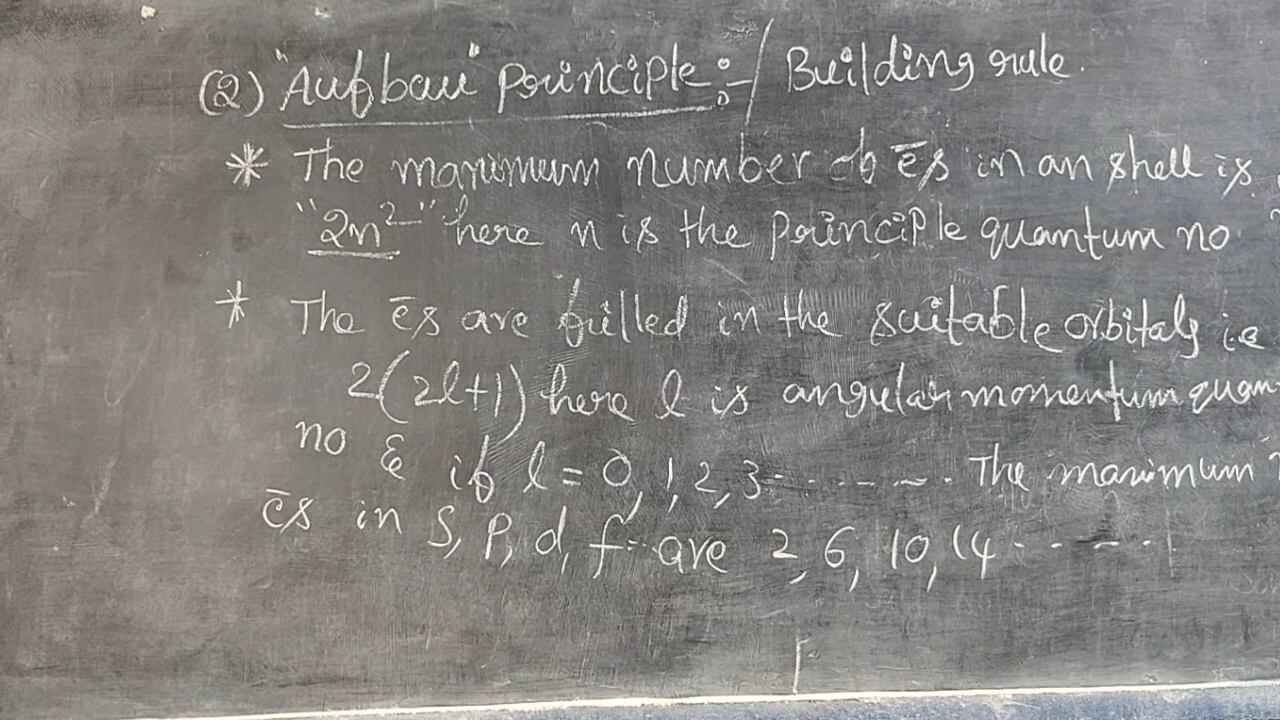 (2) "Aufbau" principle :-/ Building rule.
* The maximum number of ēs in an shell is
"2n²" here n is the principle quantum no
* The ēs are filled in the suitable orbitals i.e
2(2l+1) here l is angular momentum quan
no & if l = 0, 1, 2, 3 - - - - - - . The maximum
ēs in S, P, d, f - are 2, 6, 10, 14 - - - -